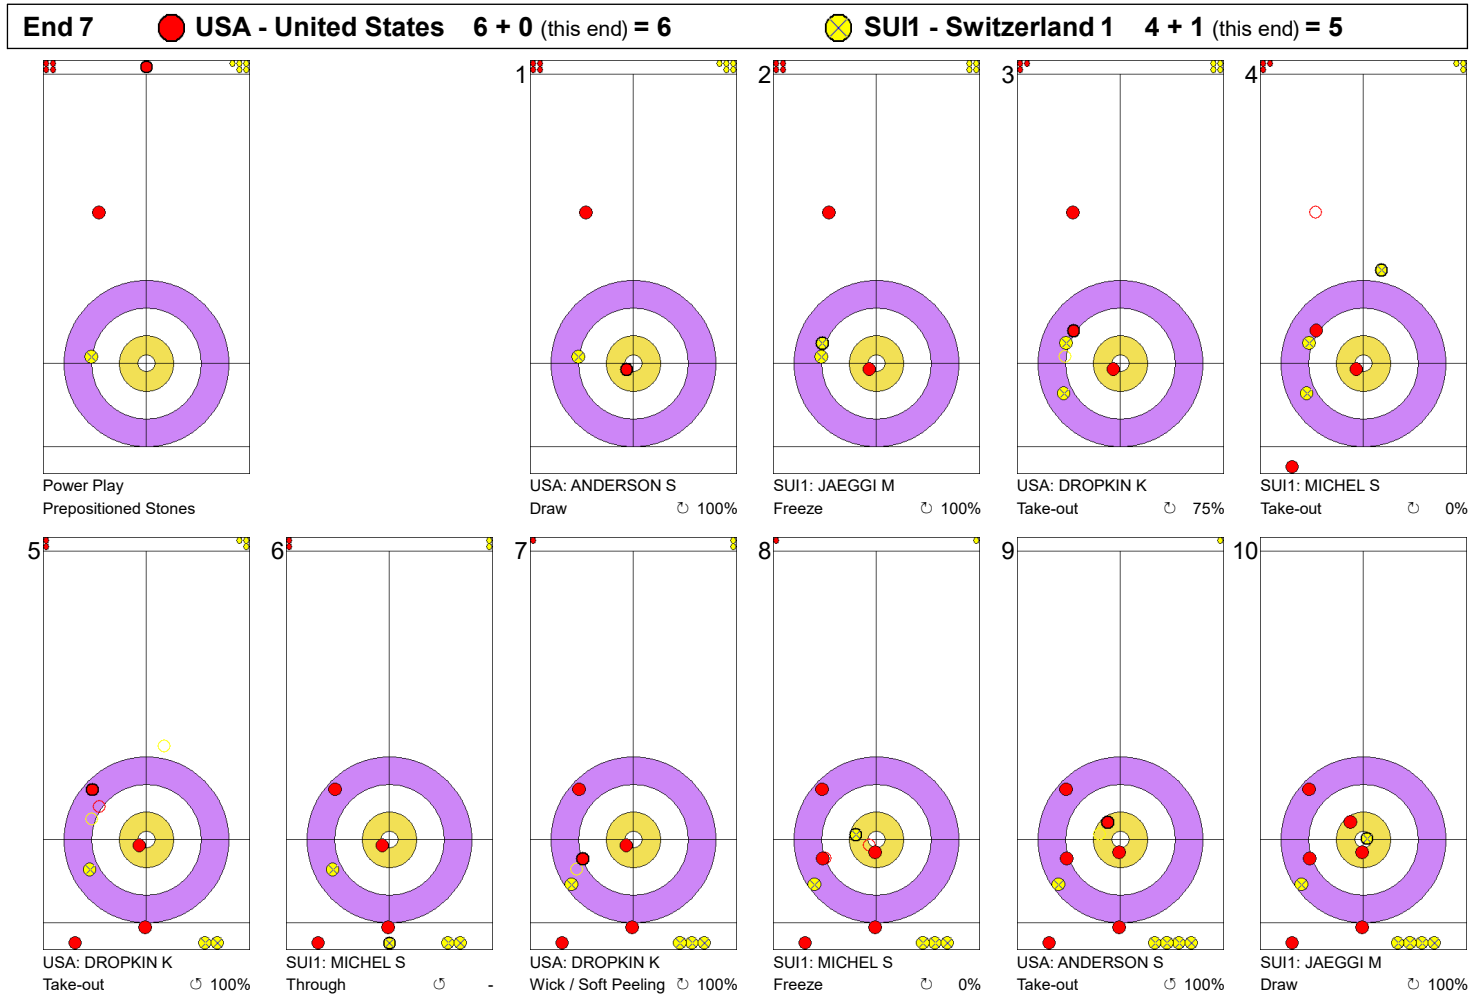 End 7 USA - United States 6 + 0 (this end) = 6 SUI1 - Switzerland 1 4 + 1 (this end) = 5
1 2 3 4
Power Play USA: ANDERSON S SUI1: JAEGGI M USA: DROPKIN K SUI1: MICHEL S
Prepositioned Stones Draw ↻ 100% Freeze ↻ 100% Take-out ↻ 75% Take-out ↻ 0%
5 6 7 8 9 10
USA: DROPKIN K SUI1: MICHEL S USA: DROPKIN K SUI1: MICHEL S USA: ANDERSON S SUI1: JAEGGI M
Take-out ↺ 100% Through ↺ - Wick / Soft Peeling ↻ 100% Freeze ↻ 0% Take-out ↻ 100% Draw ↺ 100%